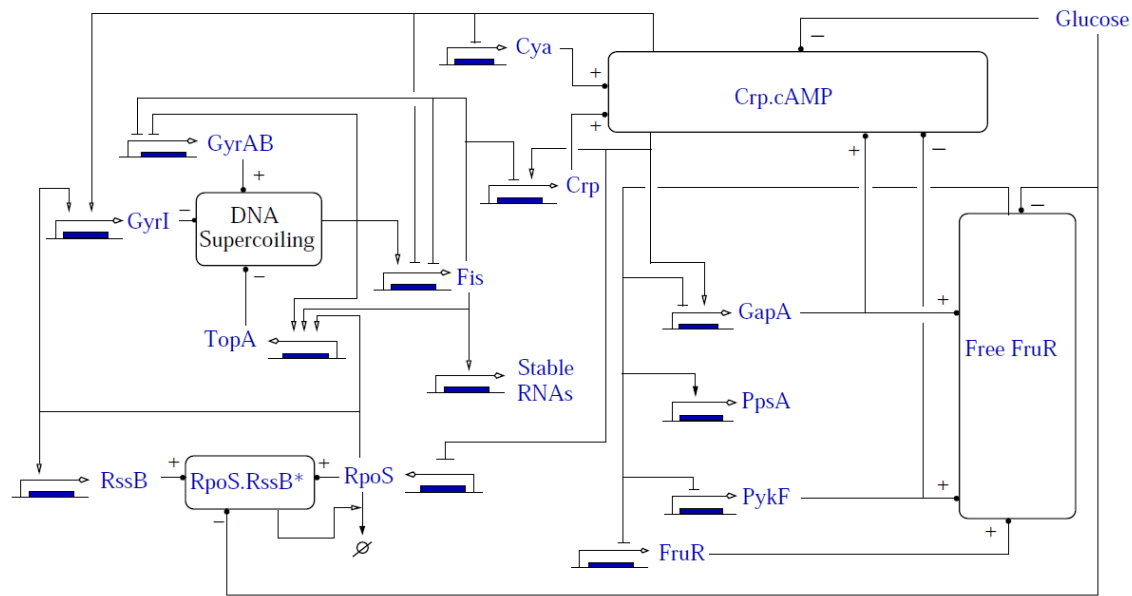 Glucose
Cya
−
+
Crp.cAMP
+
GyrAB
+
−
+
Crp
−
GyrI
−
DNA
Supercoiling
−
Fis
+
GapA
TopA
Free FruR
Stable
RNAs
PpsA
+
+
RssB
RpoS.RssB*
RpoS
+
PykF
−
+
FruR